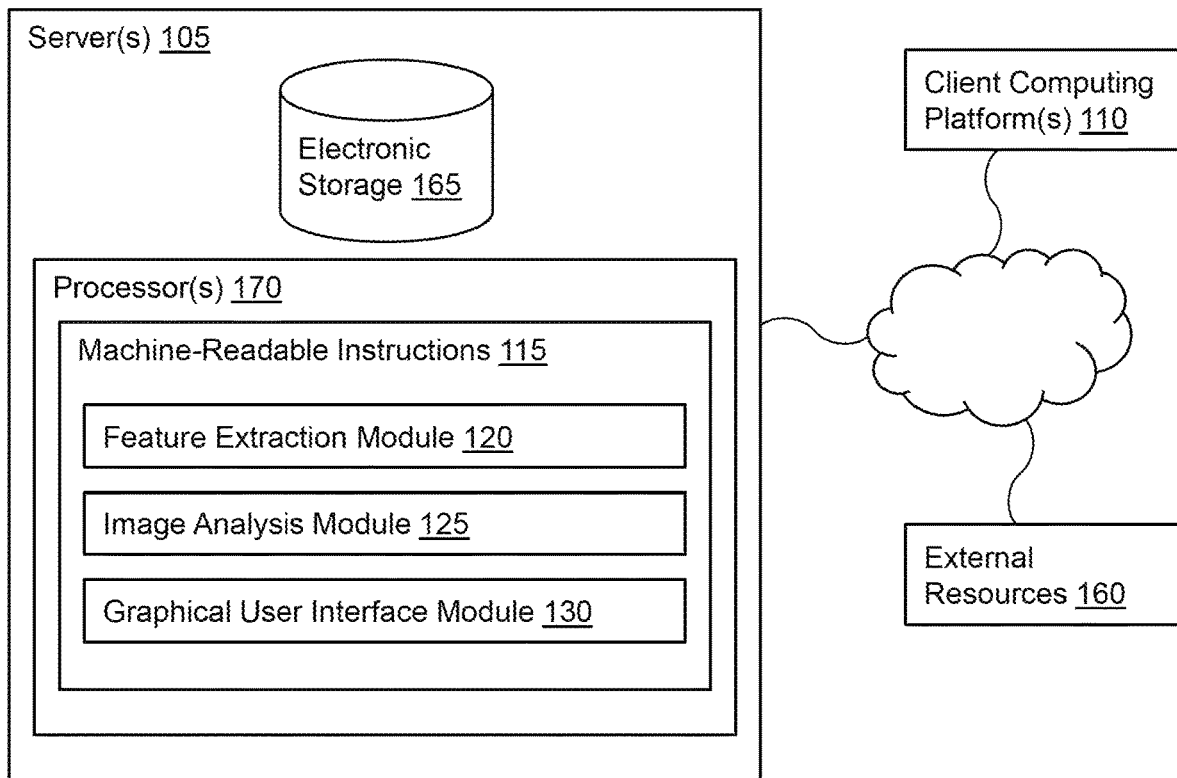 Server(s) 105
Electronic
Storage 165
Processor(s) 170
Machine-Readable Instructions 115
Feature Extraction Module 120
Image Analysis Module 125
Graphical User Interface Module 130
Client Computing
Platform(s) 110
External
Resources 160